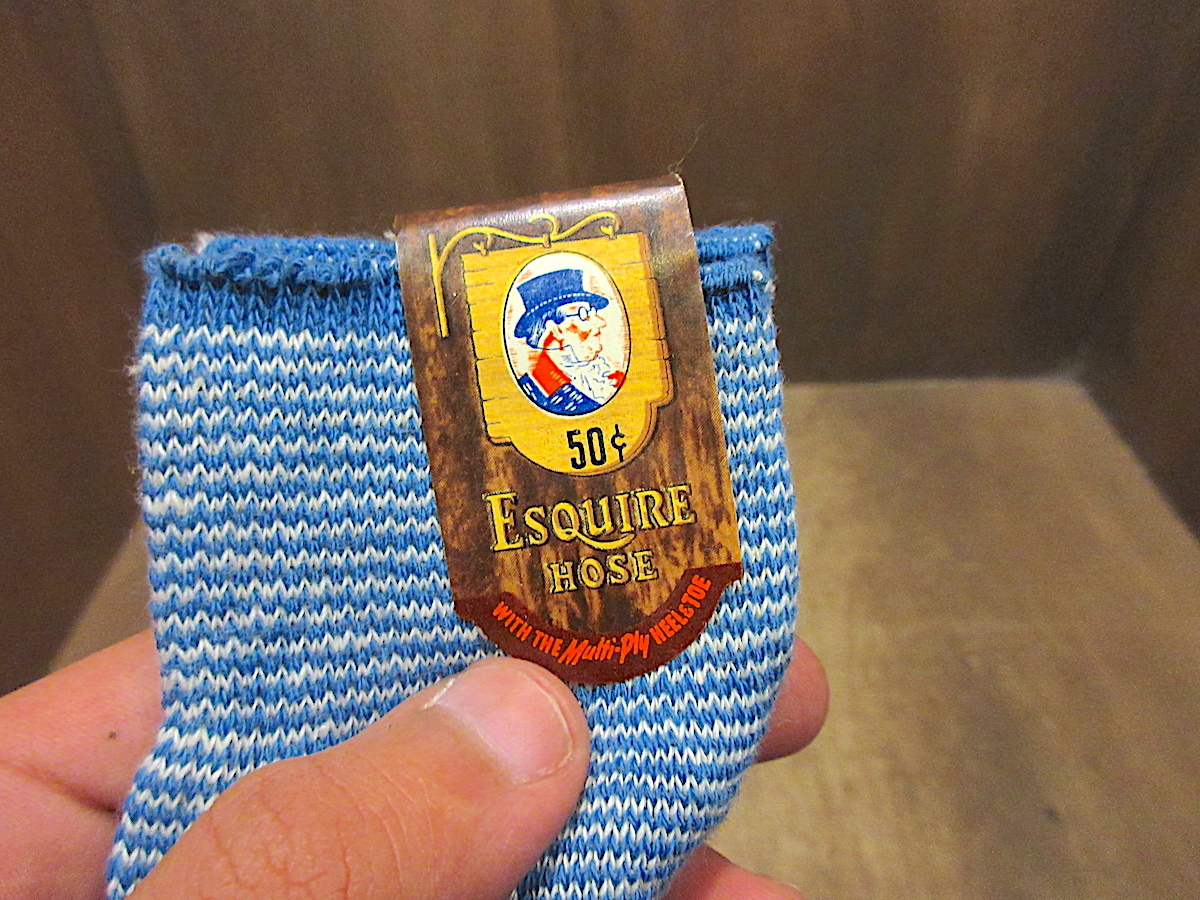 50¢
ESQUIRE
HOSE
WITH THE Multi-Ply HEEL & TOE